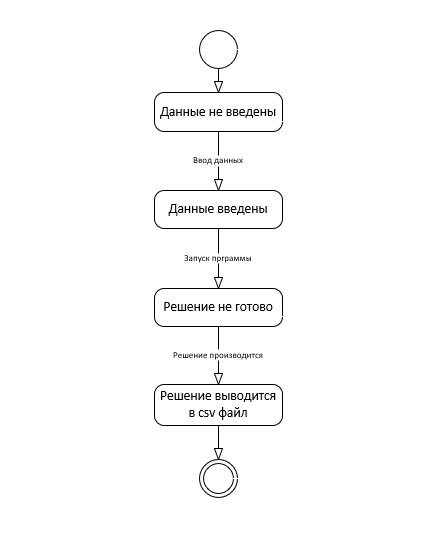 Данные не введены
Ввод данных
Данные введены
Запуск прграммы
Решение не готово
Решение производится
Решение выводится
в csv файл